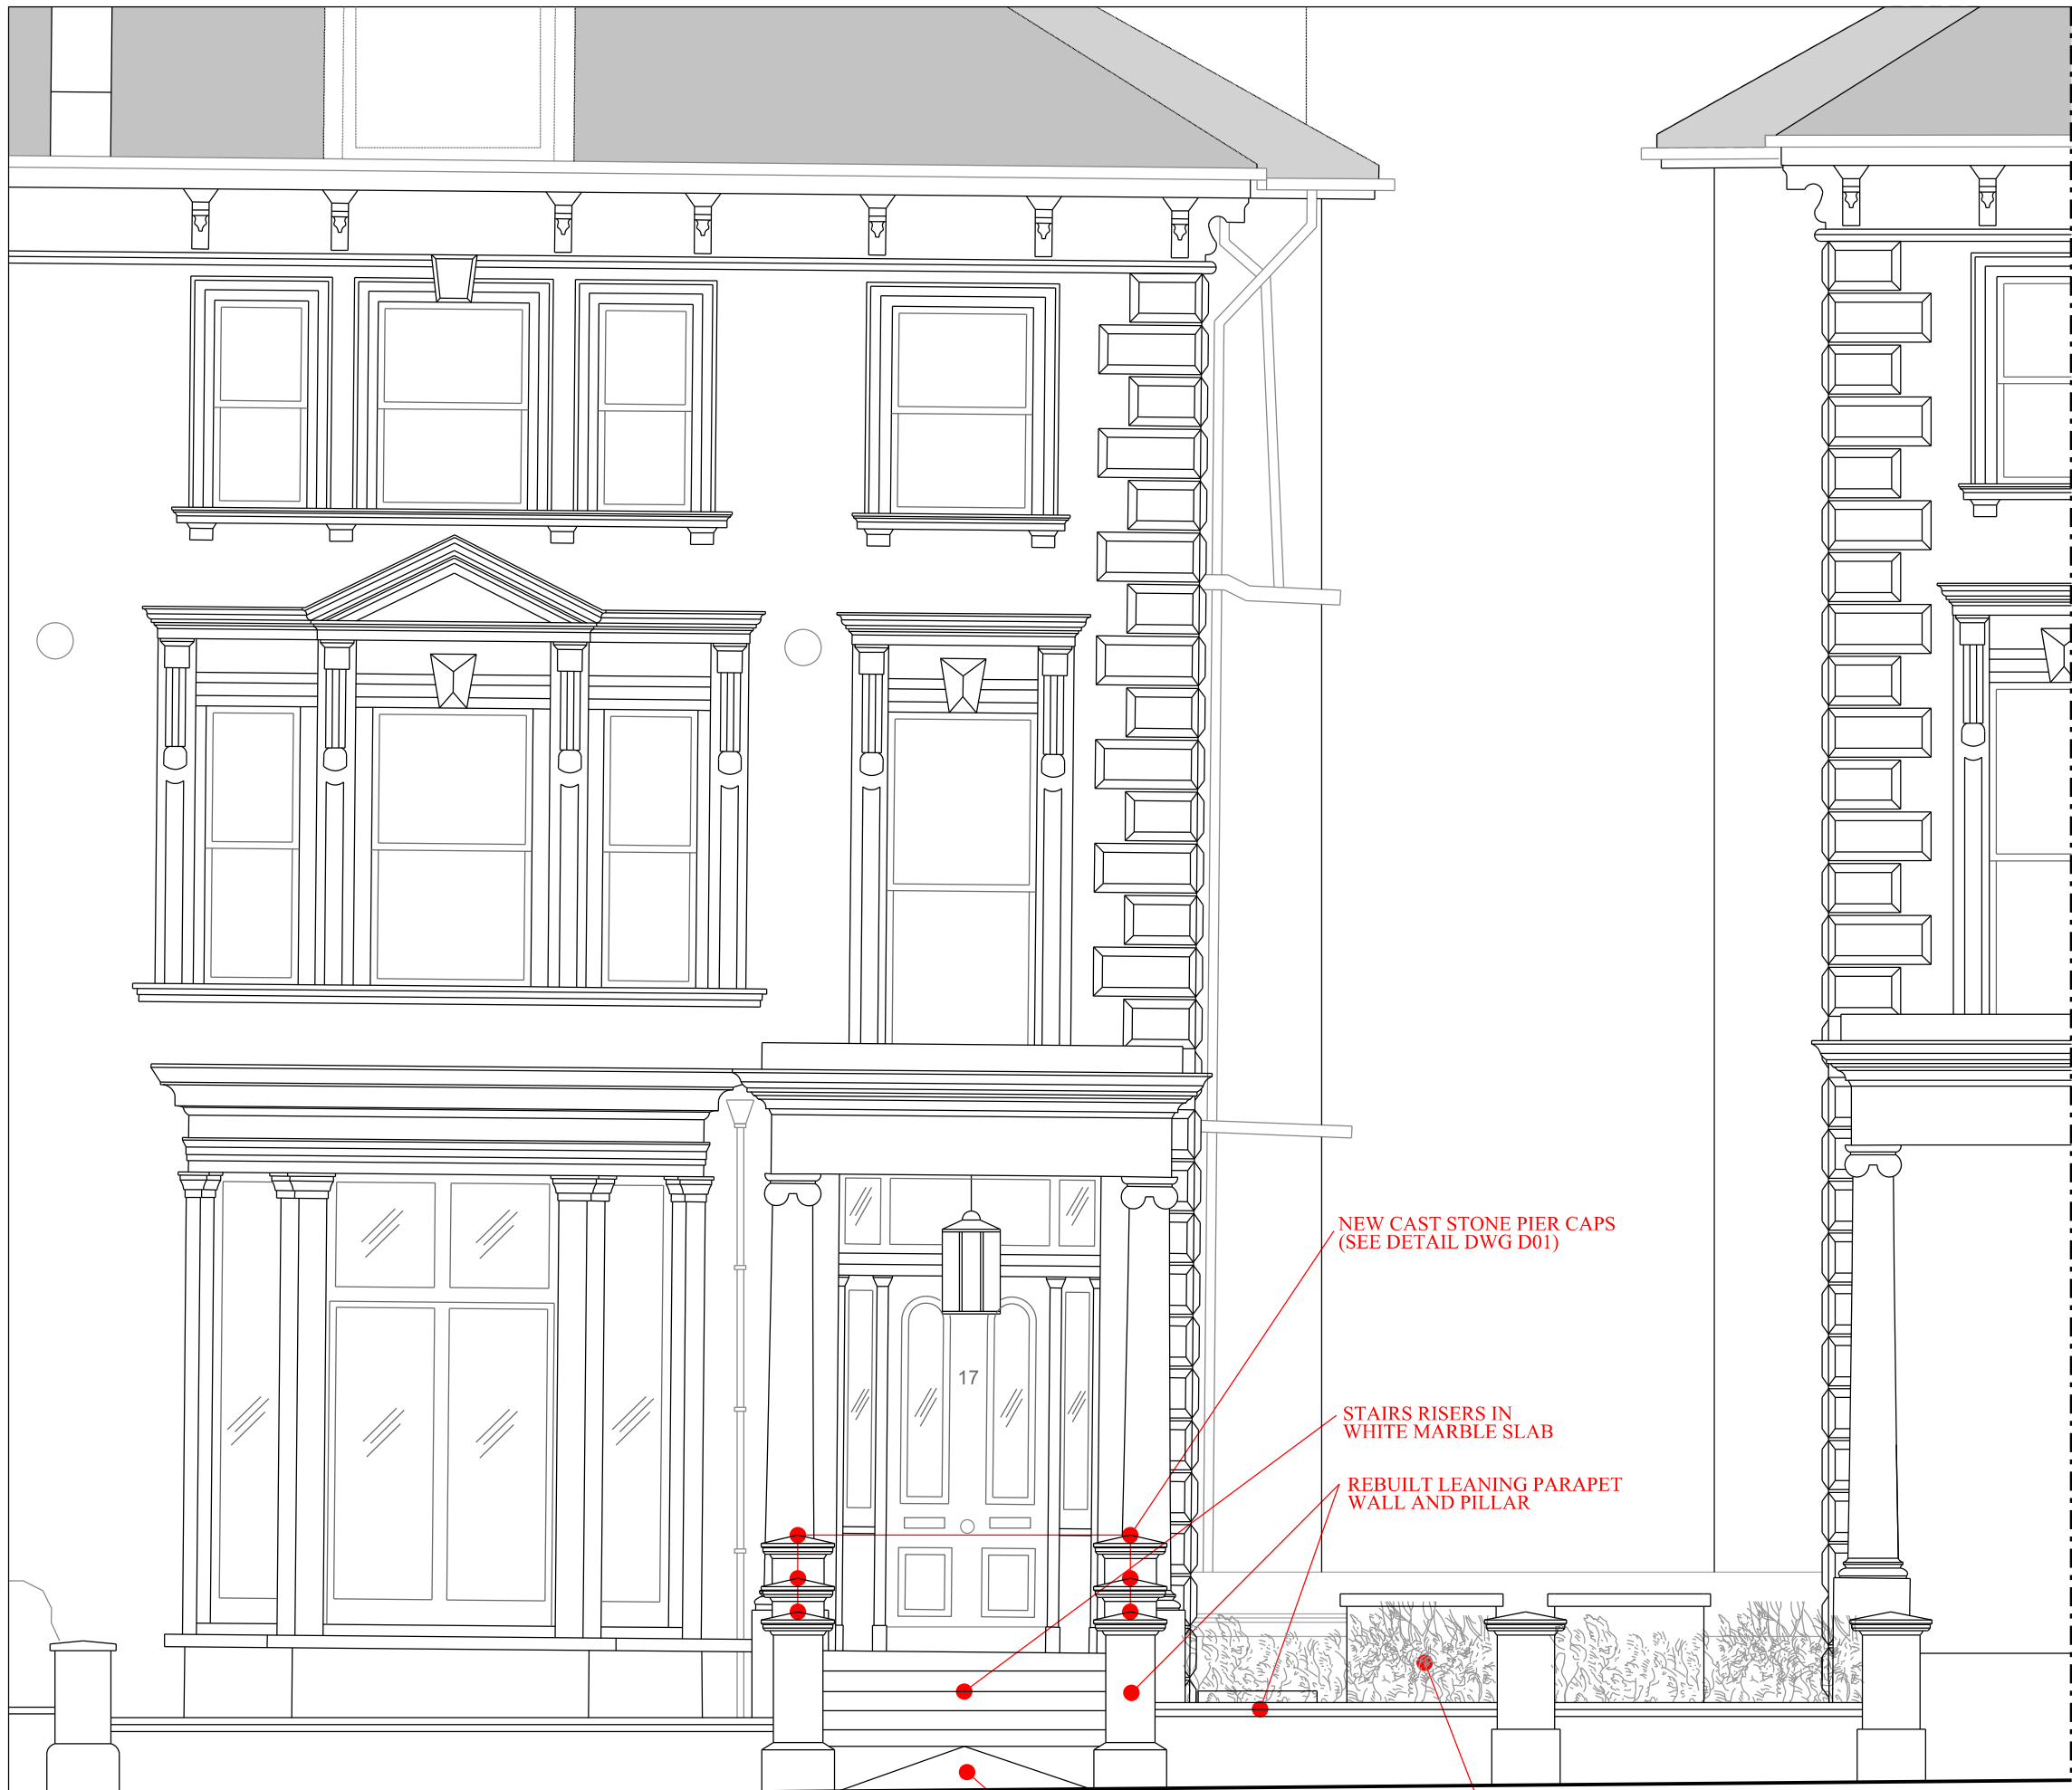 NEW CAST STONE PIER CAPS
(SEE DETAIL DWG D01)
17
STAIRS RISERS IN
WHITE MARBLE SLAB
REBUILT LEANING PARAPET
WALL AND PILLAR